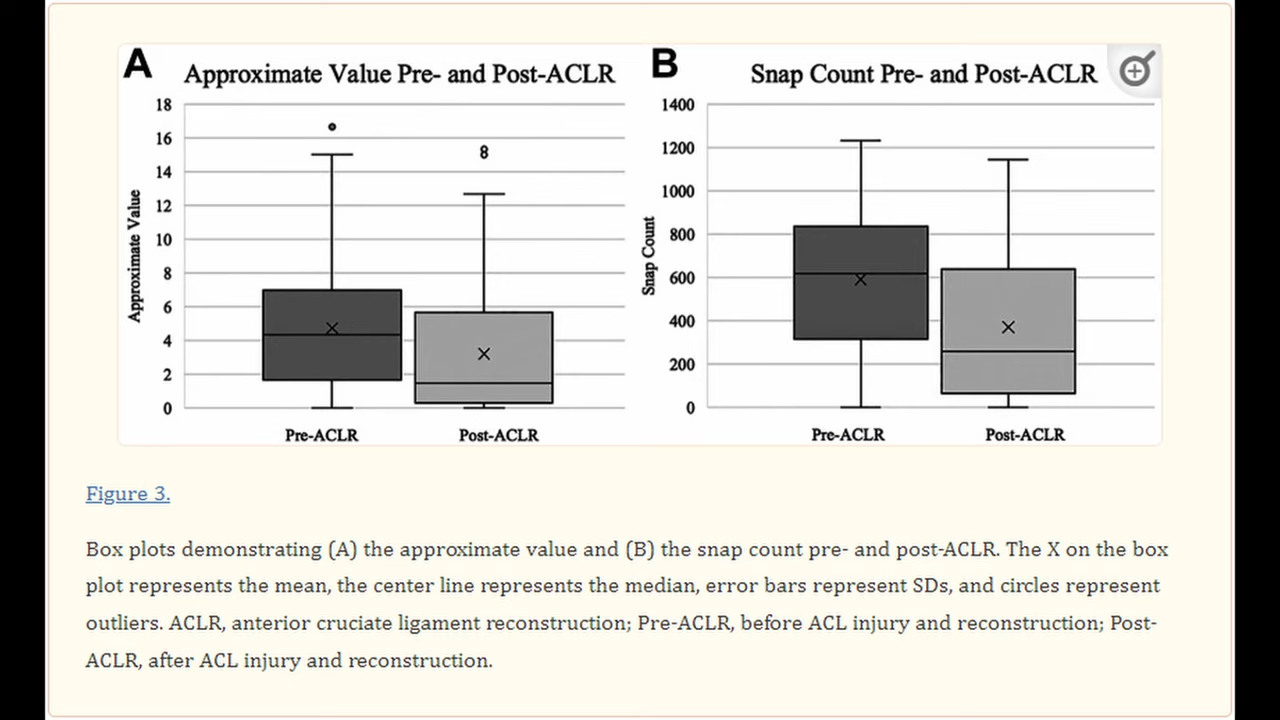 A
Approximate Value Pre- and Post-ACLR
18
16
14
12
10
8
6
4
2
0
Approximate Value
Pre-ACLR
Post-ACLR
B
Snap Count Pre- and Post-ACLR
1400
1200
1000
800
600
400
200
0
Snap Count
Pre-ACLR
Post-ACLR
Figure 3.
Box plots demonstrating (A) the approximate value and (B) the snap count pre- and post-ACLR. The X on the box
plot represents the mean, the center line represents the median, error bars represent SDs, and circles represent
outliers. ACLR, anterior cruciate ligament reconstruction; Pre-ACLR, before ACL injury and reconstruction; Post-
ACLR, after ACL injury and reconstruction.